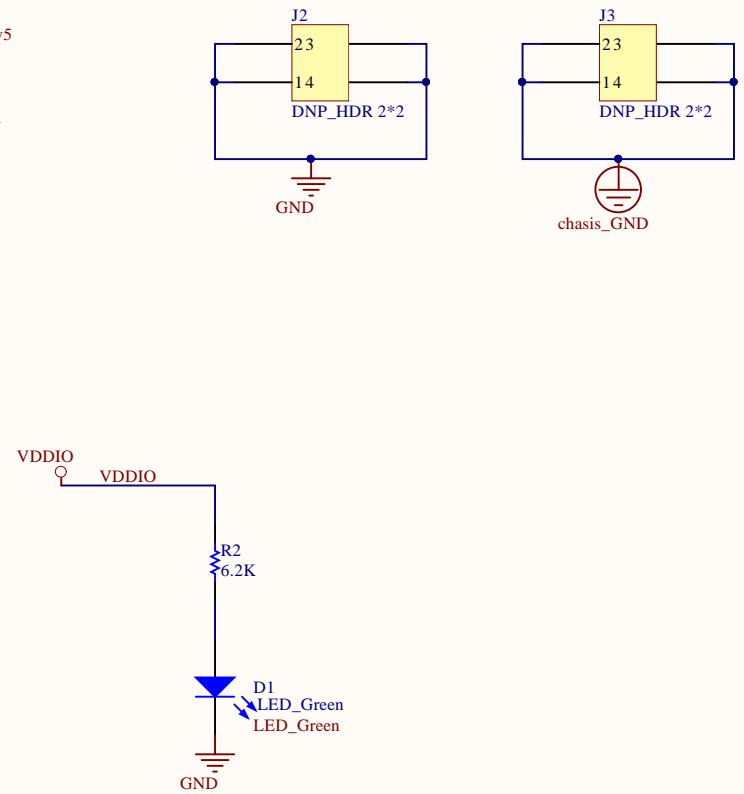 J2
J3
23
23
14
14
DNP_HDR 2*2
DNP_HDR 2*2
GND
chasis_GND
VDDIO
VDDIO
R2
6.2K
D1
LED_Green
LED_Green
GND